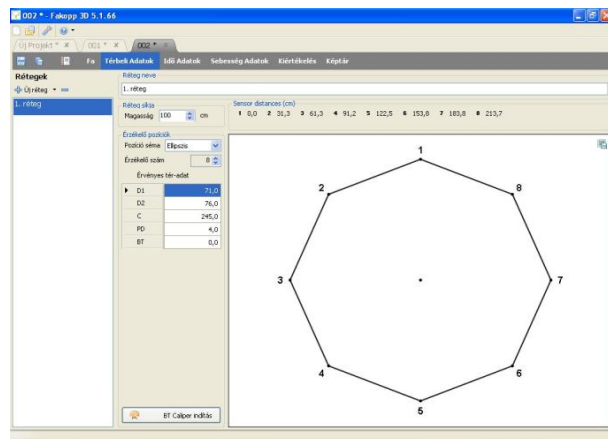 002 * - Fakopp 3D 5.1.66
Új Projekt * 001 * 002 *
Fa Térbeli Adatok Idő Adatok Sebesség Adatok Kiértékelés Képtár
Rétegek
Új réteg
1. réteg
Réteg neve
1. réteg
Réteg síkja
Magasság 100 cm
Sensor distances (cm)
1 0,0 2 31,3 3 61,3 4 91,2 5 122,5 6 153,8 7 183,8 8 213,7
Érzékelő pozíciók
Pozíció séma Ellipszis
Érzékelő szám 8
Érvényes tér-adat
D1 71,0
D2 76,0
C 245,0
PD 4,0
BT 0,0
BT Caliper indítás
1
2
8
3
7
4
6
5